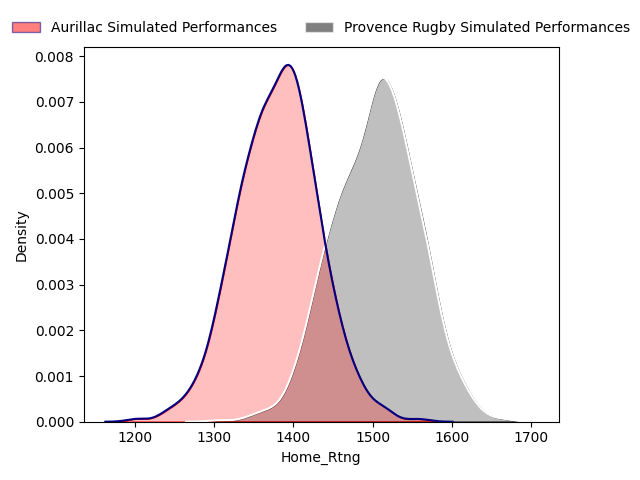 Aurillac Simulated Performances Provence Rugby Simulated Performances
0.008
0.007
0.006
0.005
0.004
0.003
0.002
0.001
0.000
Density
1200 1300 1400 1500 1600 1700
Home_Rtng